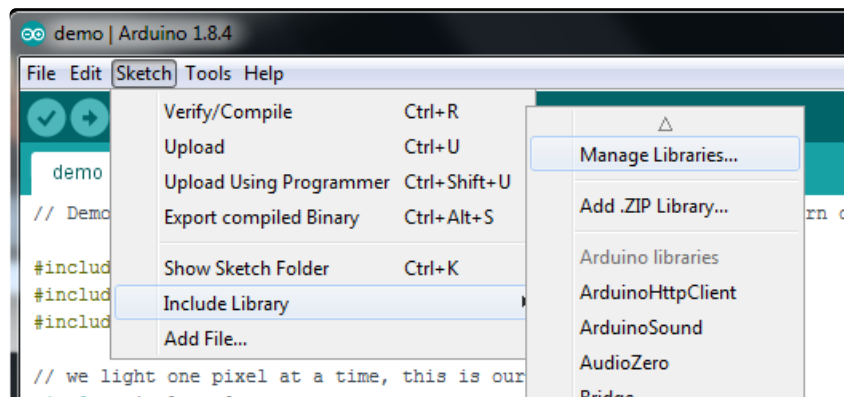 demo | Arduino 1.8.4
File Edit Sketch Tools Help
Verify/Compile Ctrl+R
Upload Ctrl+U
Upload Using Programmer Ctrl+Shift+U
Export compiled Binary Ctrl+Alt+S
Show Sketch Folder Ctrl+K
Include Library
Add File...
Manage Libraries...
Add .ZIP Library...
Arduino libraries
ArduinoHttpClient
ArduinoSound
AudioZero
demo
// Demo
#includ
#includ
#includ
// we light one pixel at a time, this is our